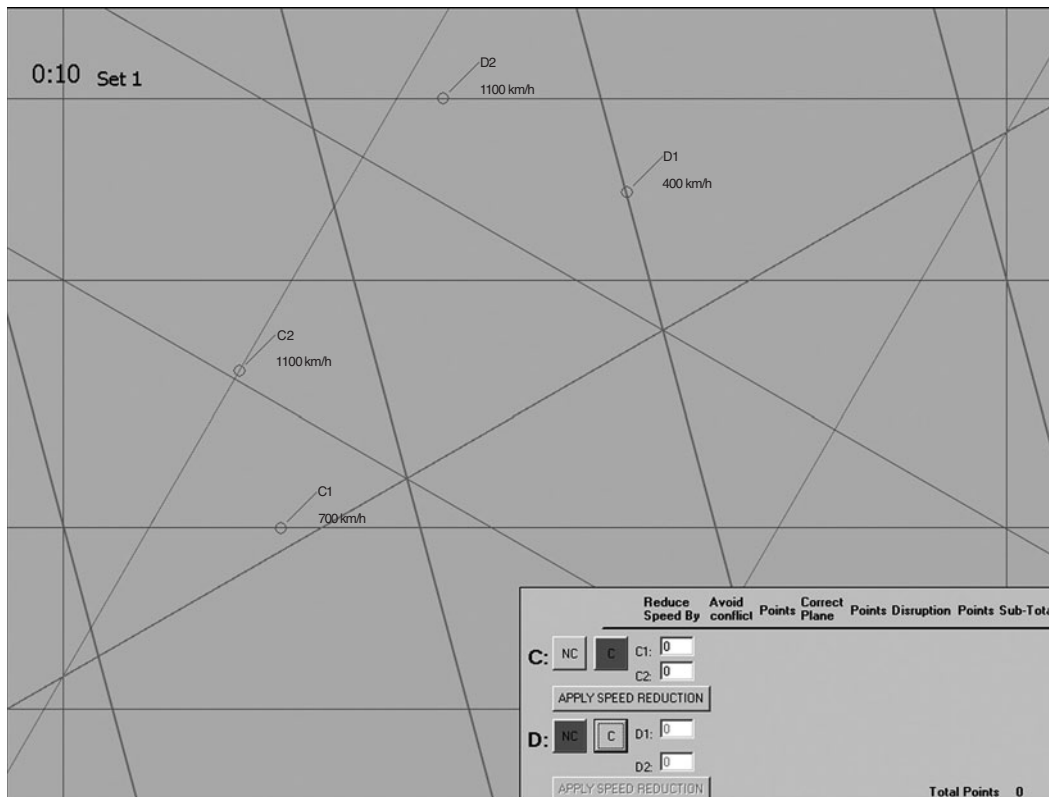 D2
1100 km/h
0:10 Set 1
D1
400 km/h
C2
1100 km/h
C1
700 km/h
Reduce Speed By Avoid conflict Points Correct Plane Points Disruption Points Sub-Tota
C: NC C C1: 0
C2: 0
APPLY SPEED REDUCTION
D: NC C D1: 0
D2: 0
APPLY SPEED REDUCTION
Total Points 0